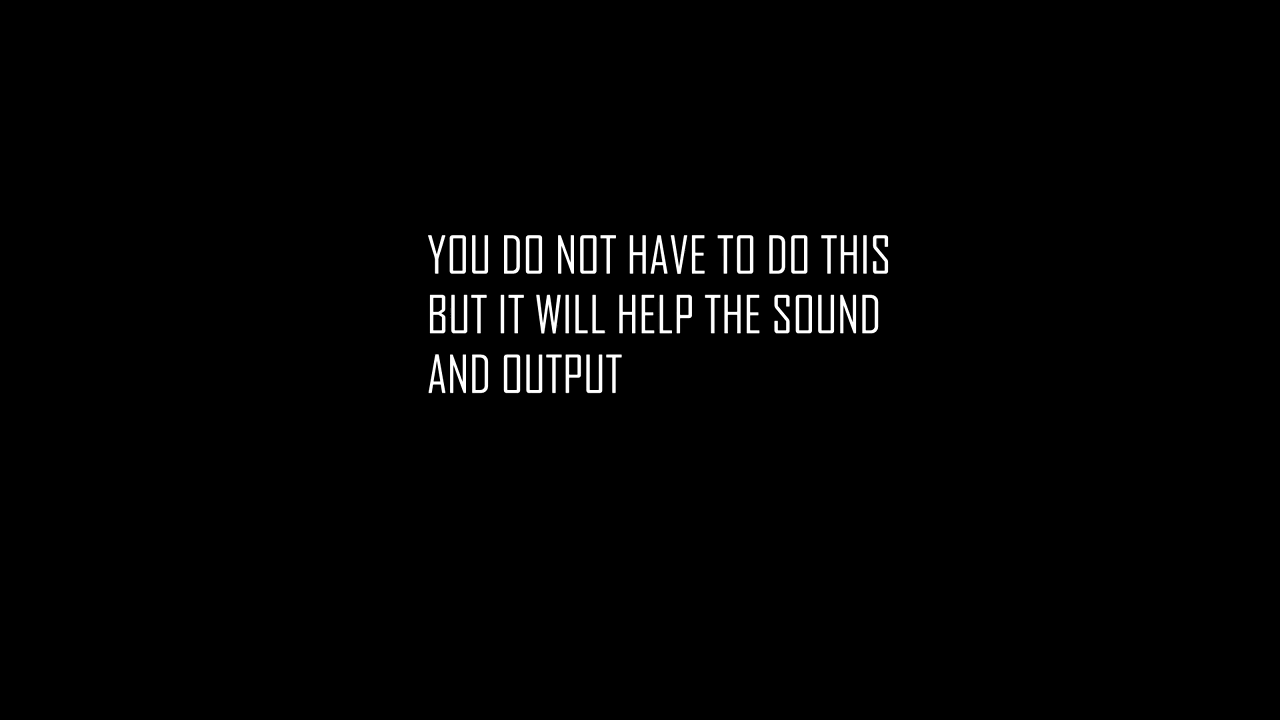 YOU DO NOT HAVE TO DO THIS
BUT IT WILL HELP THE SOUND
AND OUTPUT